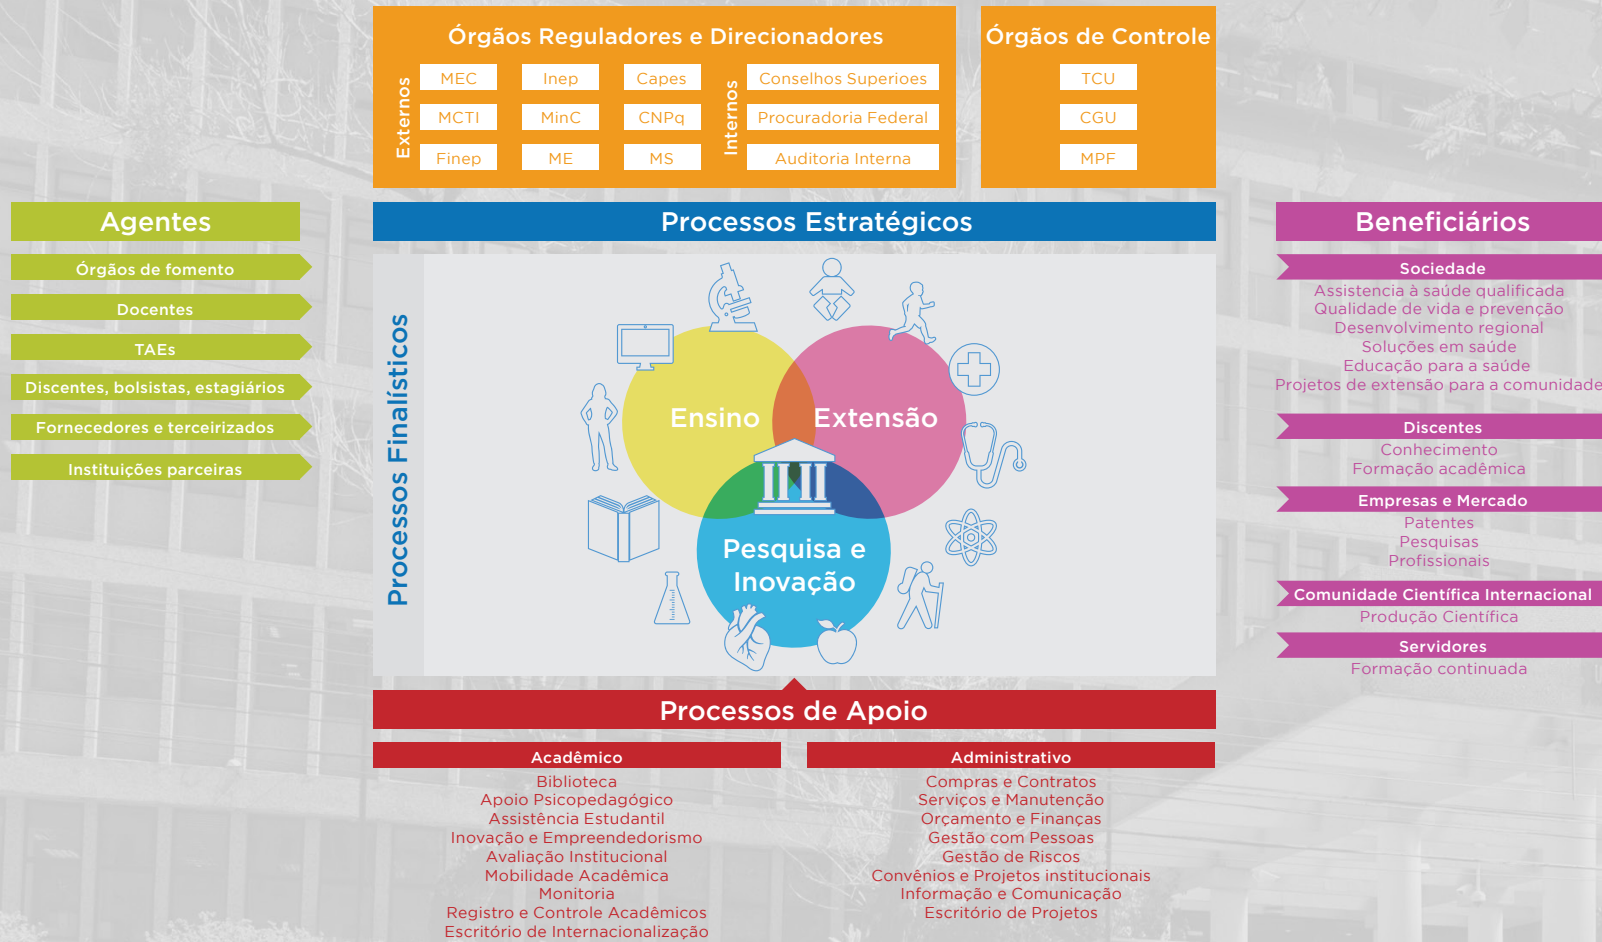 Órgãos Reguladores e Direcionadores
Externos
MEC
Inep
Capes
MCTI
MinC
CNPq
Finep
ME
MS
Internos
Conselhos Superioes
Procuradoria Federal
Auditoria Interna
Órgãos de Controle
TCU
CGU
MPF
Agentes
Órgãos de fomento
Docentes
TAEs
Discentes, bolsistas, estagiários
Fornecedores e terceirizados
Instituições parceiras
Processos Estratégicos
Processos Finalísticos
Ensino
Extensão
Pesquisa e
Inovação
Beneficiários
Sociedade
Assistencia à saúde qualificada
Qualidade de vida e prevenção
Desenvolvimento regional
Soluções em saúde
Educação para a saúde
Projetos de extensão para a comunidade
Discentes
Conhecimento
Formação acadêmica
Empresas e Mercado
Patentes
Pesquisas
Profissionais
Comunidade Científica Internacional
Produção Científica
Servidores
Formação continuada
Processos de Apoio
Acadêmico
Biblioteca
Apoio Psicopedagógico
Assistência Estudantil
Inovação e Empreendedorismo
Avaliação Institucional
Mobilidade Acadêmica
Monitoria
Registro e Controle Acadêmicos
Escritório de Internacionalização
Administrativo
Compras e Contratos
Serviços e Manutenção
Orçamento e Finanças
Gestão com Pessoas
Gestão de Riscos
Convênios e Projetos institucionais
Informação e Comunicação
Escritório de Projetos